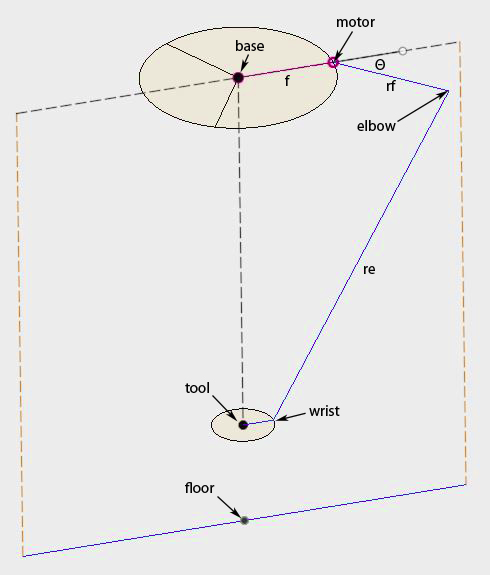 motor
base
Θ
f
rf
elbow
re
tool
wrist
floor